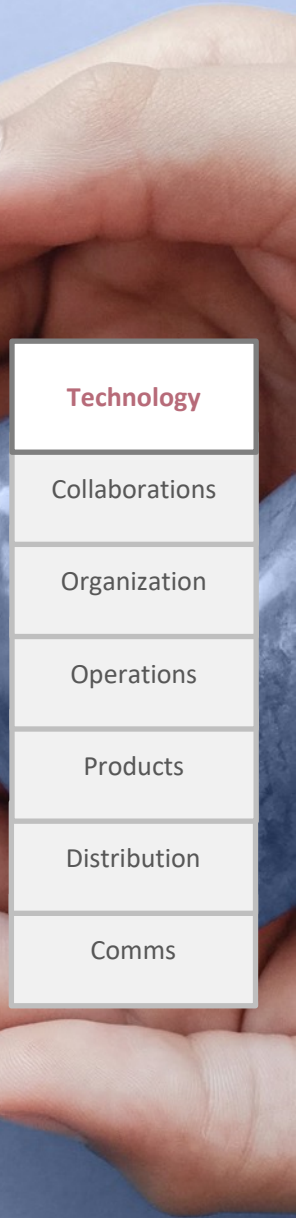 Technology
Collaborations
Organization
Operations
Products
Distribution
Comms